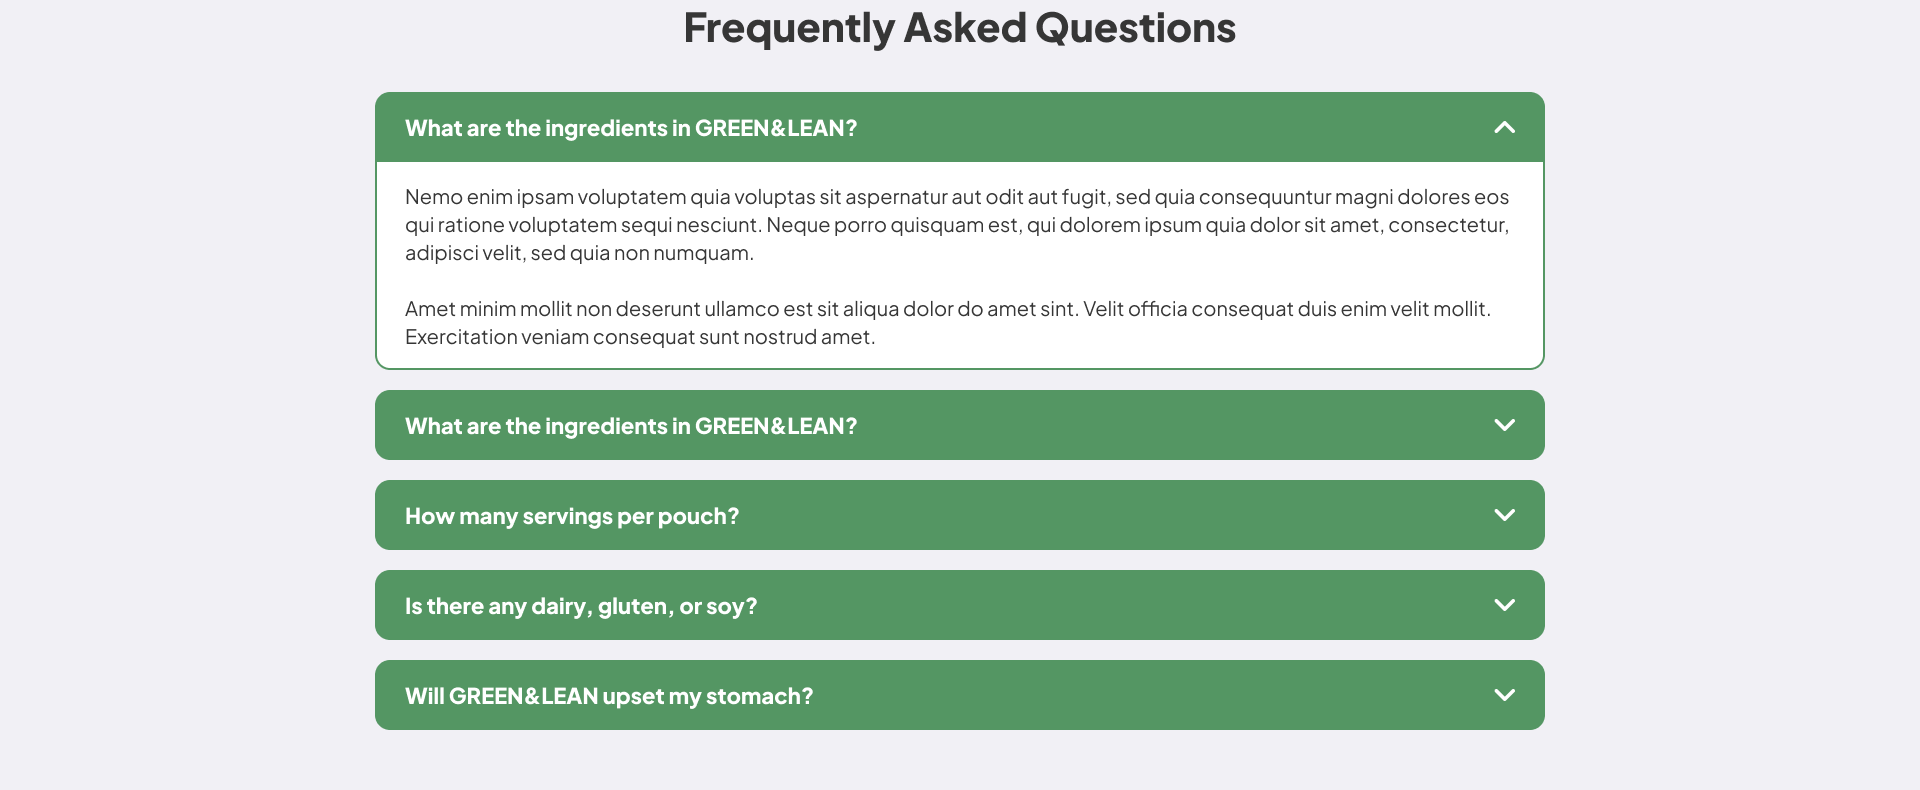 Frequently Asked Questions
What are the ingredients in GREEN&LEAN?
Nemo enim ipsam voluptatem quia voluptas sit aspernatur aut odit aut fugit, sed quia consequuntur magni dolores eos
qui ratione voluptatem sequi nesciunt. Neque porro quisquam est, qui dolorem ipsum quia dolor sit amet, consectetur,
adipisci velit, sed quia non numquam.
Amet minim mollit non deserunt ullamco est sit aliqua dolor do amet sint. Velit officia consequat duis enim velit mollit.
Exercitation veniam consequat sunt nostrud amet.
What are the ingredients in GREEN&LEAN?
How many servings per pouch?
Is there any dairy, gluten, or soy?
Will GREEN&LEAN upset my stomach?